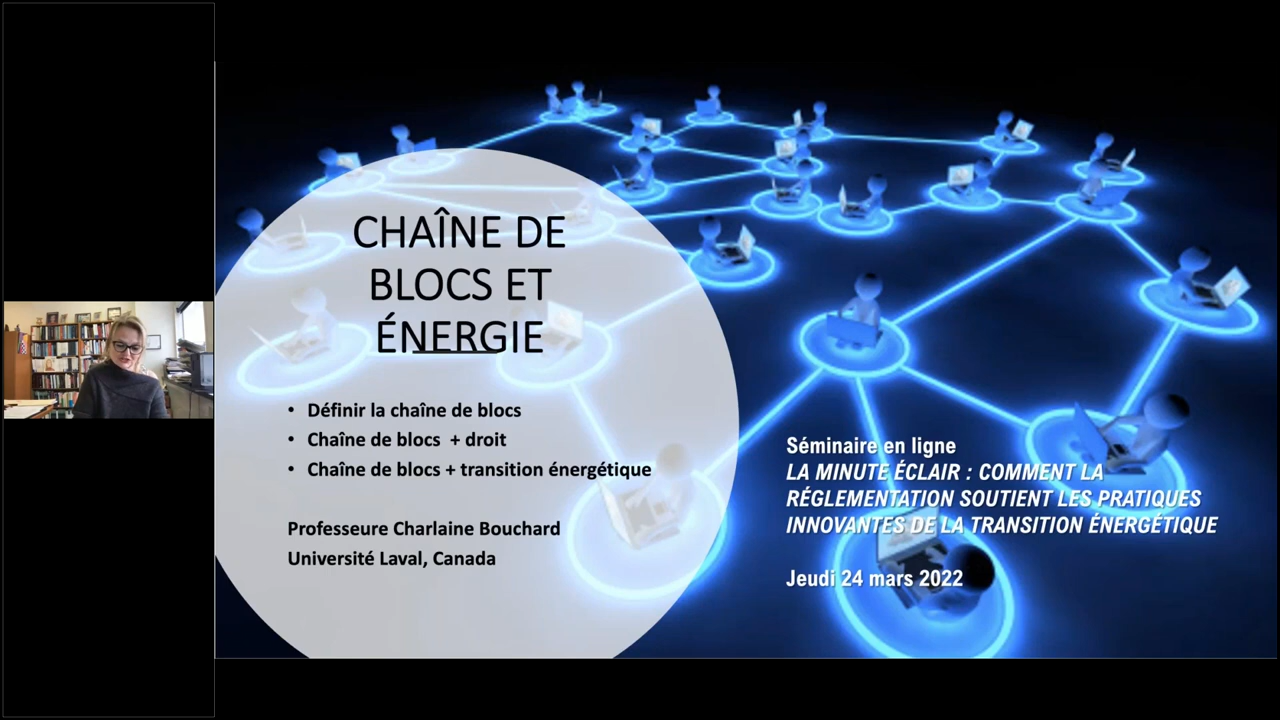 CHAÎNE DE
BLOCS ET
ÉNERGIE
• Définir la chaîne de blocs
• Chaîne de blocs + droit
• Chaîne de blocs + transition énergétique
Professeure Charlaine Bouchard
Université Laval, Canada
Séminaire en ligne
LA MINUTE ÉCLAIR : COMMENT LA
RÉGLEMENTATION SOUTIENT LES PRATIQUES
INNOVANTES DE LA TRANSITION ÉNERGÉTIQUE
Jeudi 24 mars 2022